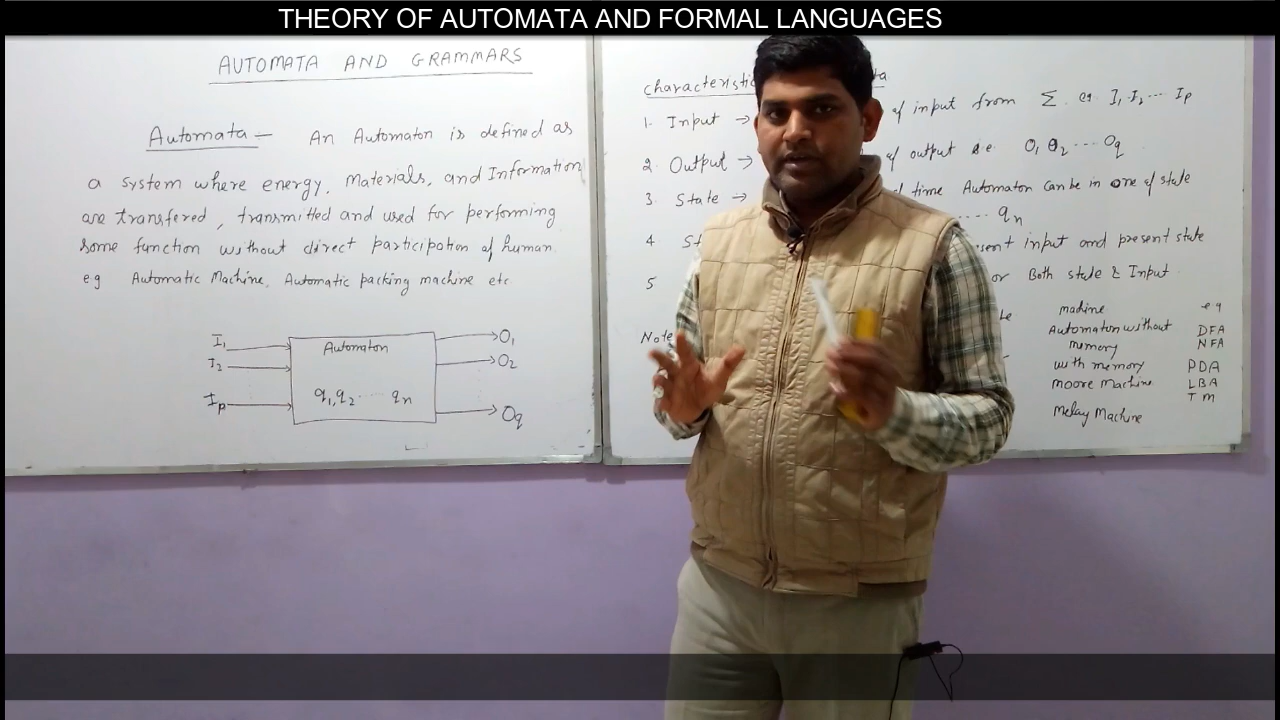 THEORY OF AUTOMATA AND FORMAL LANGUAGES
AUTOMATA AND GRAMMARS
Automata — An Automaton is defined as
a system where energy, Materials, and Information
are transfered, transmitted and used for performing
some function without direct participation of human
eg Automatic Machine, Automatic packing machine etc
I1
I2
Ip
Automaton
q1, q2 ..... qn
O1
O2
Oq
characteristic
1. Input → of input from Σ. eg I1, I2 .... Ip
2. Output → of output i.e. O1 O2 .... Oq
3. State → time Automaton can be in one of state
..... qn
4 St input and present state
5 or Both state & Input
Note
machine e.g
Automaton without DFA
memory NFA
with memory PDA
Moore Machine LBA
TM
Melay Machine